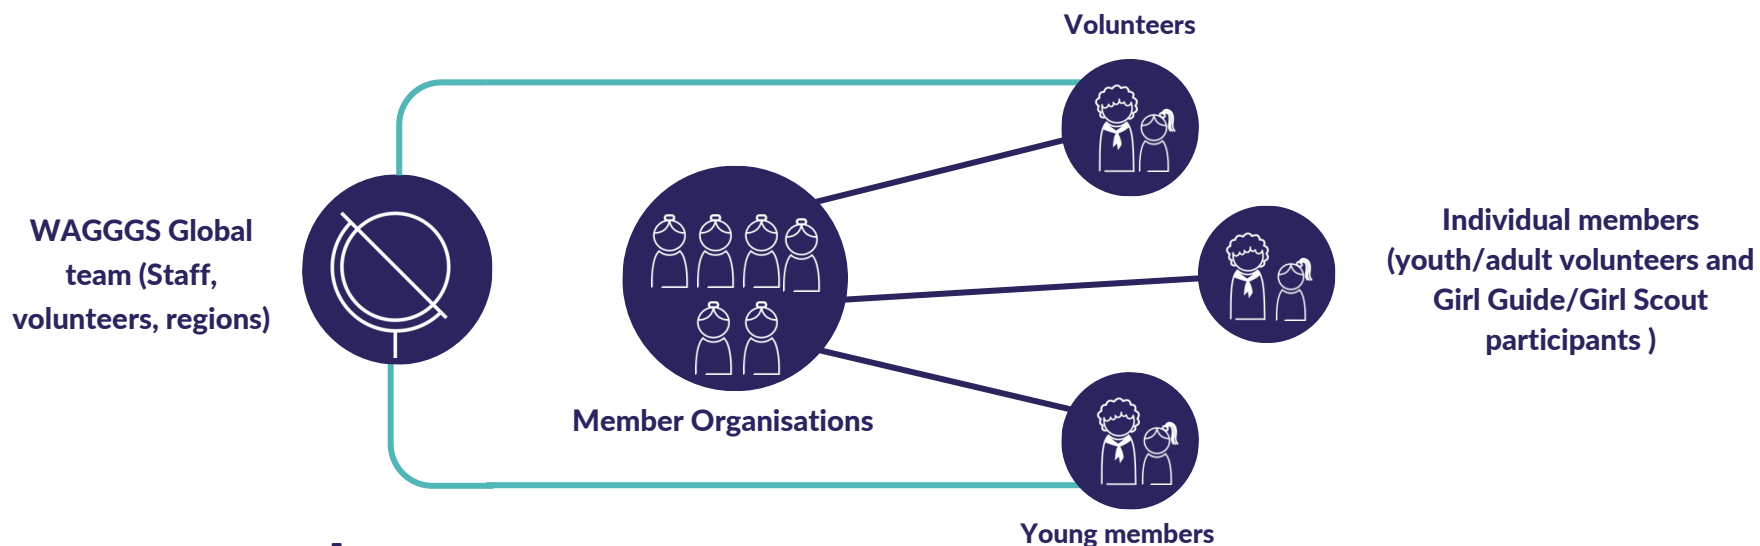 Volunteers
WAGGGS Global
team (Staff,
volunteers, regions)
Individual members
(youth/adult volunteers and
Girl Guide/Girl Scout
participants )
Member Organisations
Young members